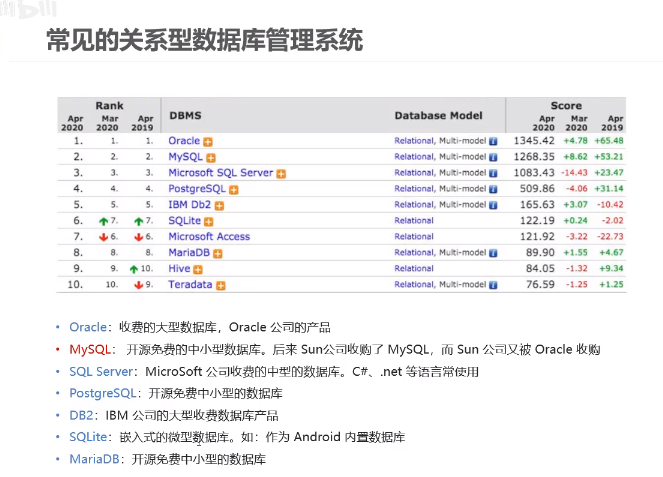 常见的关系型数据库管理系统
Rank Score
Apr 2020 Mar 2020 Apr 2019 DBMS Database Model Apr 2020 Mar 2020 Apr 2019
1. 1. 1. Oracle Relational, Multi-model 1345.42 +4.78 +65.48
2. 2. 2. MySQL Relational, Multi-model 1268.35 +8.62 +53.21
3. 3. 3. Microsoft SQL Server Relational, Multi-model 1083.43 -14.43 +23.47
4. 4. 4. PostgreSQL Relational, Multi-model 509.86 -4.06 +31.14
5. 5. 5. IBM Db2 Relational, Multi-model 165.63 +3.07 -10.42
6. 7. 7. SQLite Relational 122.19 +0.24 -2.02
7. 6. 6. Microsoft Access Relational 121.92 -3.22 -22.73
8. 8. 8. MariaDB Relational, Multi-model 89.90 +1.55 +4.67
9. 9. 10. Hive Relational 84.05 -1.32 +9.34
10. 10. 9. Teradata Relational, Multi-model 76.59 -1.25 +1.25
• Oracle：收费的大型数据库，Oracle 公司的产品
• MySQL： 开源免费的中小型数据库。后来 Sun公司收购了 MySQL，而 Sun 公司又被 Oracle 收购
• SQL Server：MicroSoft 公司收费的中型的数据库。C#、.net 等语言常使用
• PostgreSQL：开源免费中小型的数据库
• DB2：IBM 公司的大型收费数据库产品
• SQLite：嵌入式的微型数据库。如：作为 Android 内置数据库
• MariaDB：开源免费中小型的数据库